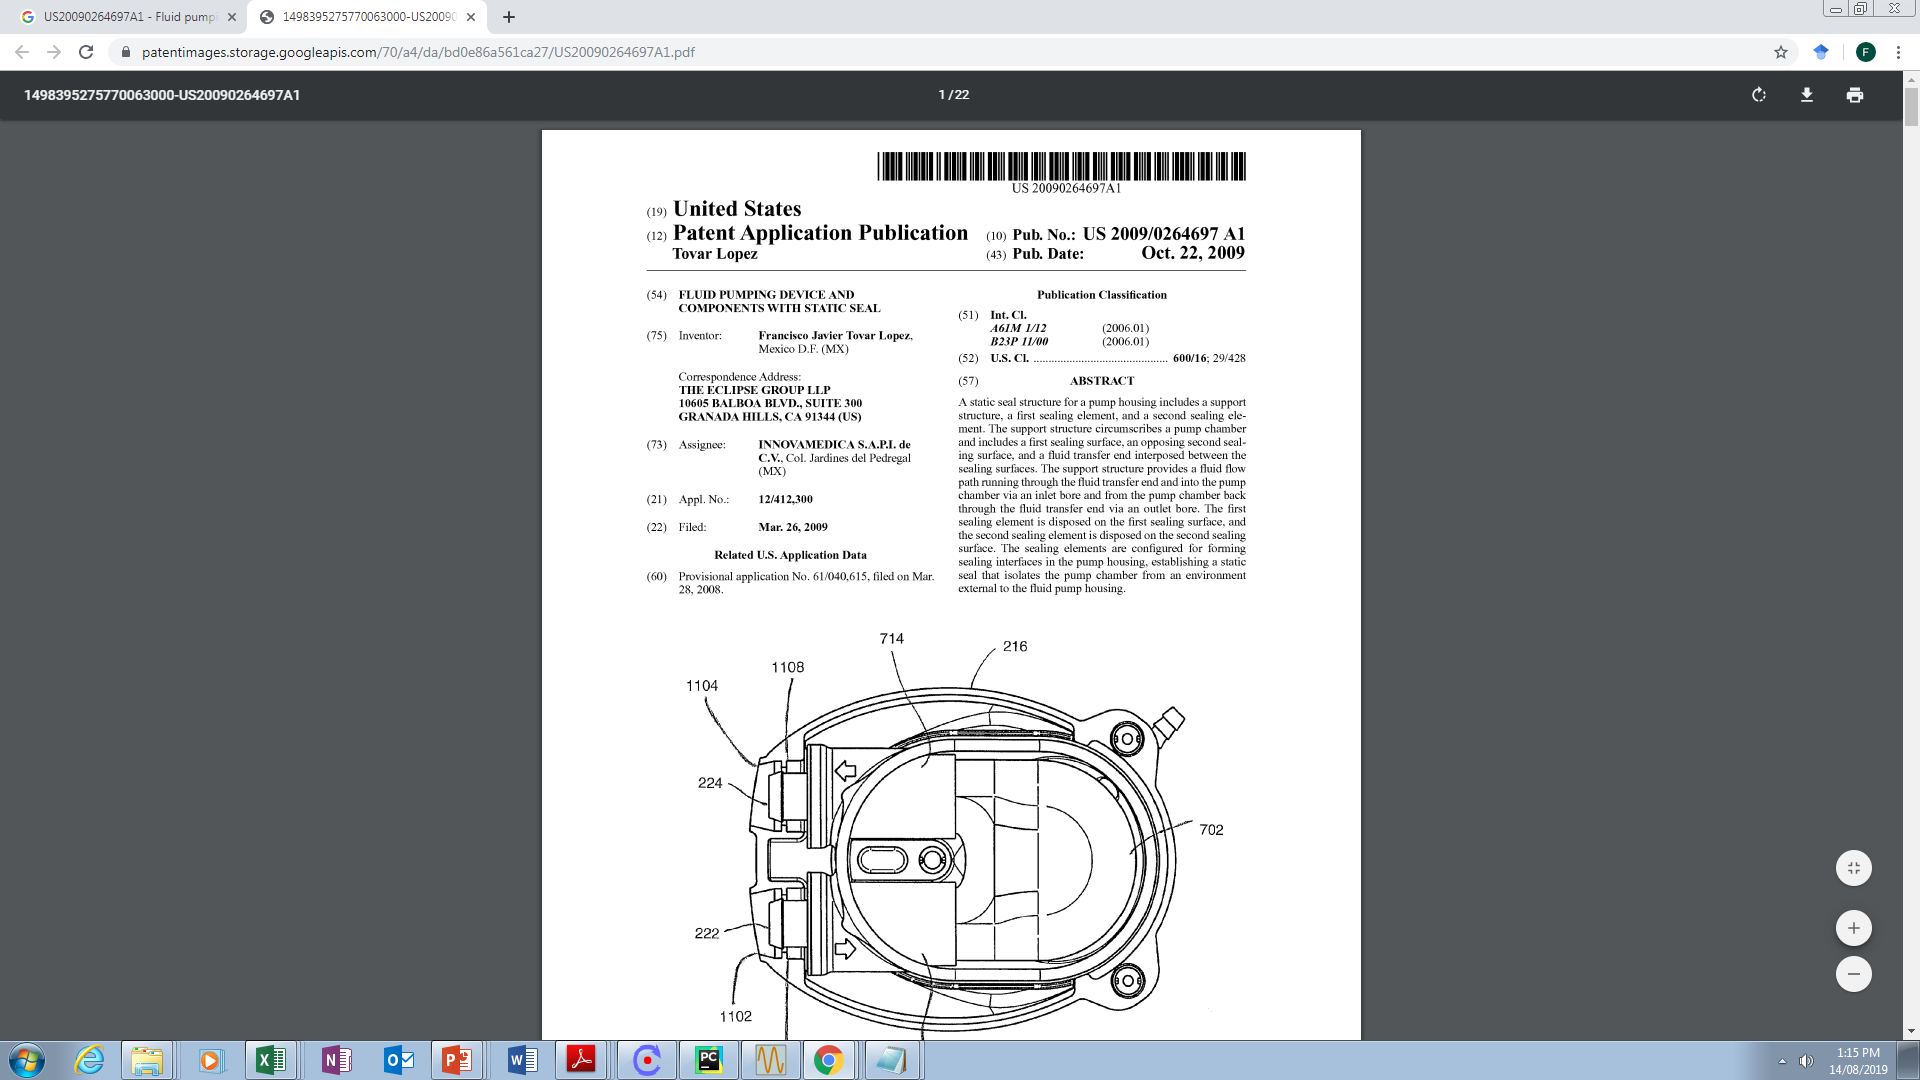 US20090264697A1 - Fluid pumpi
1498395275770063000-US20090
patentimages.storage.googleapis.com/70/a4/da/bd0e86a561ca27/US20090264697A1.pdf
F
1498395275770063000-US20090264697A1
1 / 22
US 20090264697A1
(19) United States
(12) Patent Application Publication
(10) Pub. No.: US 2009/0264697 A1
Tovar Lopez
(43) Pub. Date: Oct. 22, 2009
(54) FLUID PUMPING DEVICE AND
COMPONENTS WITH STATIC SEAL
(75) Inventor: Francisco Javier Tovar Lopez,
Mexico D.F. (MX)
Correspondence Address:
THE ECLIPSE GROUP LLP
10605 BALBOA BLVD., SUITE 300
GRANADA HILLS, CA 91344 (US)
(73) Assignee: INNOVAMEDICA S.A.P.I. de
C.V., Col. Jardines del Pedregal
(MX)
(21) Appl. No.: 12/412,300
(22) Filed: Mar. 26, 2009
Related U.S. Application Data
(60) Provisional application No. 61/040,615, filed on Mar.
28, 2008.
Publication Classification
(51) Int. Cl.
A61M 1/12 (2006.01)
B23P 11/00 (2006.01)
(52) U.S. Cl. ............................................. 600/16; 29/428
(57) ABSTRACT
A static seal structure for a pump housing includes a support
structure, a first sealing element, and a second sealing ele-
ment. The support structure circumscribes a pump chamber
and includes a first sealing surface, an opposing second seal-
ing surface, and a fluid transfer end interposed between the
sealing surfaces. The support structure provides a fluid flow
path running through the fluid transfer end and into the pump
chamber via an inlet bore and from the pump chamber back
through the fluid transfer end via an outlet bore. The first
sealing element is disposed on the first sealing surface, and
the second sealing element is disposed on the second sealing
surface. The sealing elements are configured for forming
sealing interfaces in the pump housing, establishing a static
seal that isolates the pump chamber from an environment
external to the fluid pump housing.
714
216
1108
1104
224
702
222
1102
1:15 PM
14/08/2019